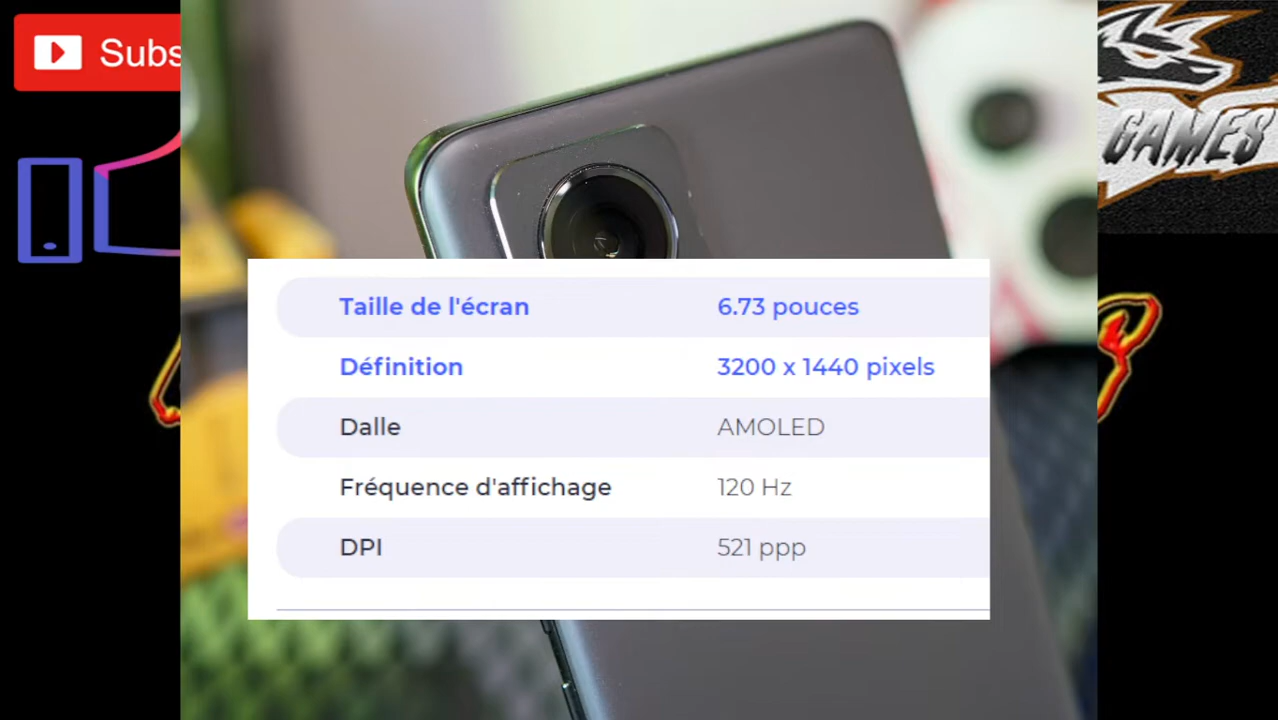 Subs
GAMES
Taille de l'écran 6.73 pouces
Définition 3200 x 1440 pixels
Dalle AMOLED
Fréquence d'affichage 120 Hz
DPI 521 ppp